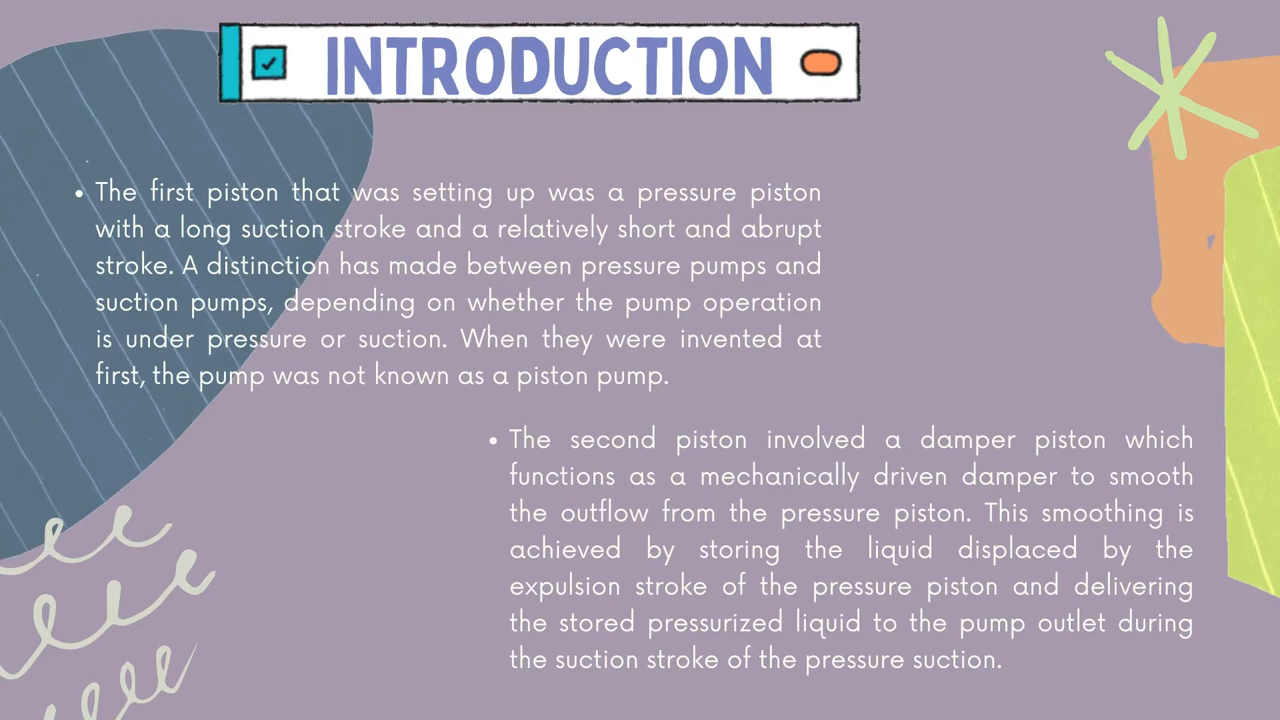 INTRODUCTION
• The first piston that was setting up was a pressure piston
with a long suction stroke and a relatively short and abrupt
stroke. A distinction has made between pressure pumps and
suction pumps, depending on whether the pump operation
is under pressure or suction. When they were invented at
first, the pump was not known as a piston pump.
• The second piston involved a damper piston which
functions as a mechanically driven damper to smooth
the outflow from the pressure piston. This smoothing is
achieved by storing the liquid displaced by the
expulsion stroke of the pressure piston and delivering
the stored pressurized liquid to the pump outlet during
the suction stroke of the pressure suction.